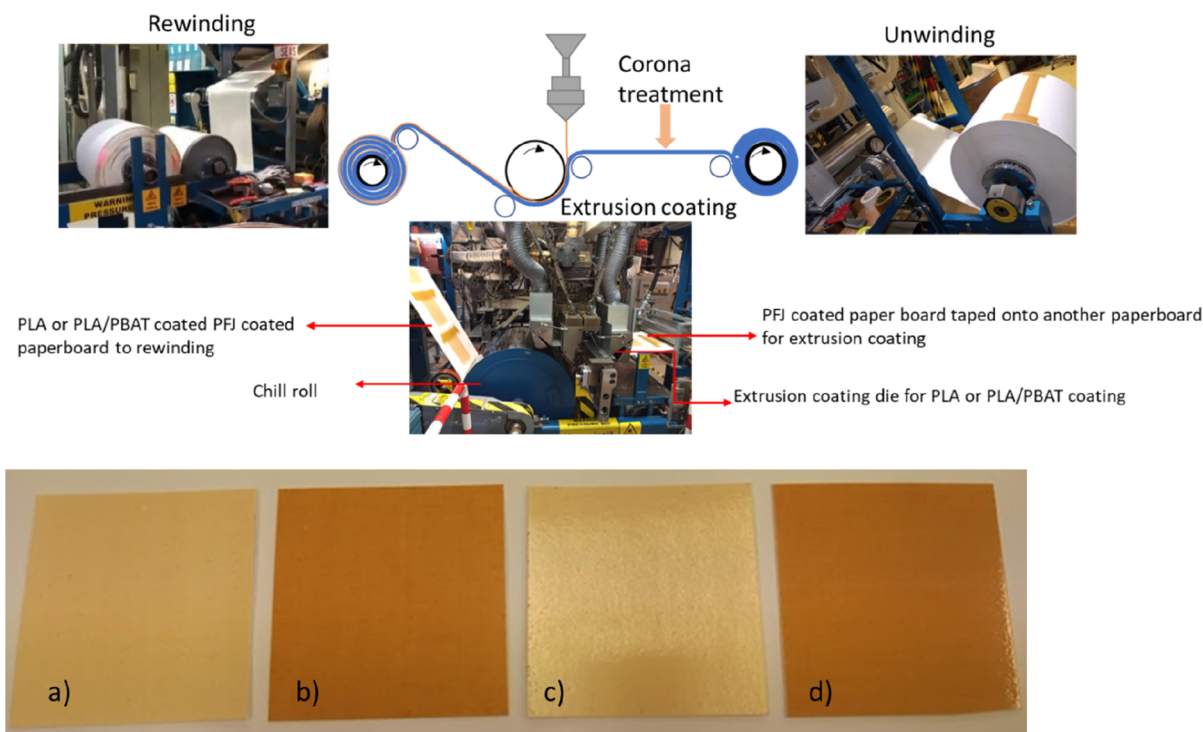 Rewinding
Unwinding
Corona
treatment
Extrusion coating
WARNING
PRESSURE
PLA or PLA/PBAT coated PFJ coated
paperboard to rewinding
Chill roll
PFJ coated paper board taped onto another paperboard
for extrusion coating
Extrusion coating die for PLA or PLA/PBAT coating
a)
b)
c)
d)